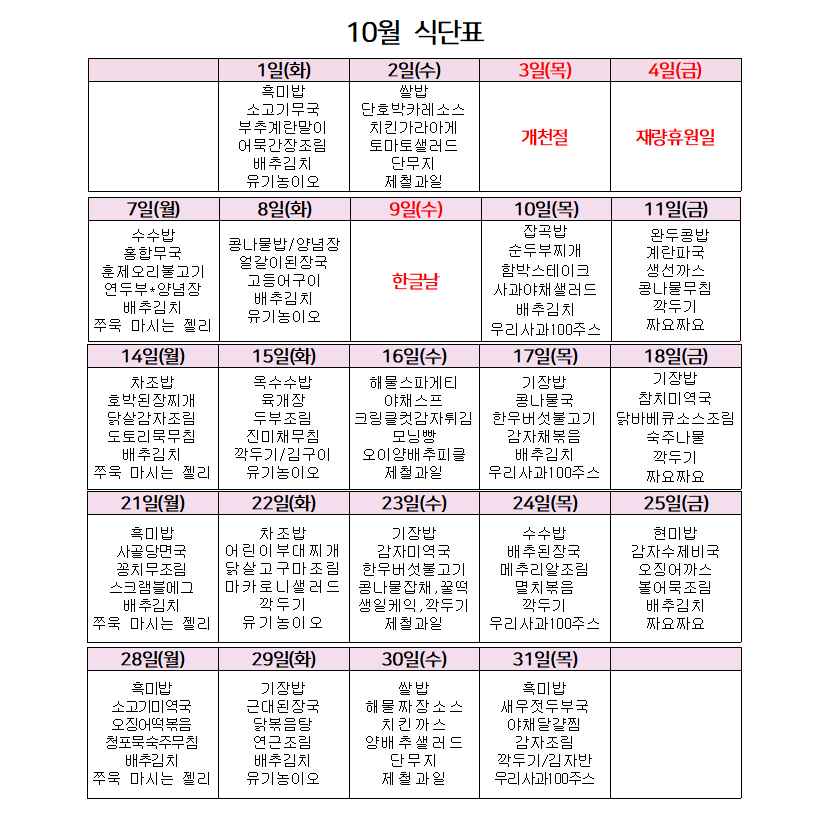 10월 식단표
1일(화) 2일(수) 3일(목) 4일(금)
흑미밥
소고기무국
부추계란말이
어묵간장조림
배추김치
유기농이오
쌀밥
단호박카레소스
치킨가라아게
토마토샐러드
단무지
제철과일
개천절
재량휴원일
7일(월) 8일(화) 9일(수) 10일(목) 11일(금)
수수밥
홍합무국
훈제오리불고기
연두부*양념장
배추김치
쭈욱 마시는 젤리
콩나물밥/양념장
얼갈이된장국
고등어구이
배추김치
유기농이오
한글날
잡곡밥
순두부찌개
함박스테이크
사과야채샐러드
배추김치
우리사과100주스
완두콩밥
계란파국
생선까스
콩나물무침
깍두기
짜요짜요
14일(월) 15일(화) 16일(수) 17일(목) 18일(금)
차조밥
호박된장찌개
닭살감자조림
도토리묵무침
배추김치
쭈욱 마시는 젤리
옥수수밥
육개장
두부조림
진미채무침
깍두기/김구이
유기농이오
해물스파게티
야채스프
크링클컷감자튀김
모닝빵
오이양배추피클
제철과일
기장밥
콩나물국
한우버섯불고기
감자채볶음
배추김치
우리사과100주스
기장밥
참치미역국
닭바베큐소스조림
숙주나물
깍두기
짜요짜요
21일(월) 22일(화) 23일(수) 24일(목) 25일(금)
흑미밥
사골당면국
꽁치무조림
스크램블에그
배추김치
쭈욱 마시는 젤리
차조밥
어린이부대찌개
닭살고구마조림
마카로니샐러드
깍두기
유기농이오
기장밥
감자미역국
한우버섯불고기
콩나물잡채,꿀떡
생일케익,깍두기
제철과일
수수밥
배추된장국
메추리알조림
멸치볶음
깍두기
우리사과100주스
현미밥
감자수제비국
오징어까스
볼어묵조림
배추김치
짜요짜요
28일(월) 29일(화) 30일(수) 31일(목)
흑미밥
소고기미역국
오징어떡볶음
청포묵숙주무침
배추김치
쭈욱 마시는 젤리
기장밥
근대된장국
닭볶음탕
연근조림
배추김치
유기농이오
쌀밥
해물짜장소스
치킨까스
양배추샐러드
단무지
제철과일
흑미밥
새우젓두부국
야채달걀찜
감자조림
깍두기/김자반
우리사과100주스